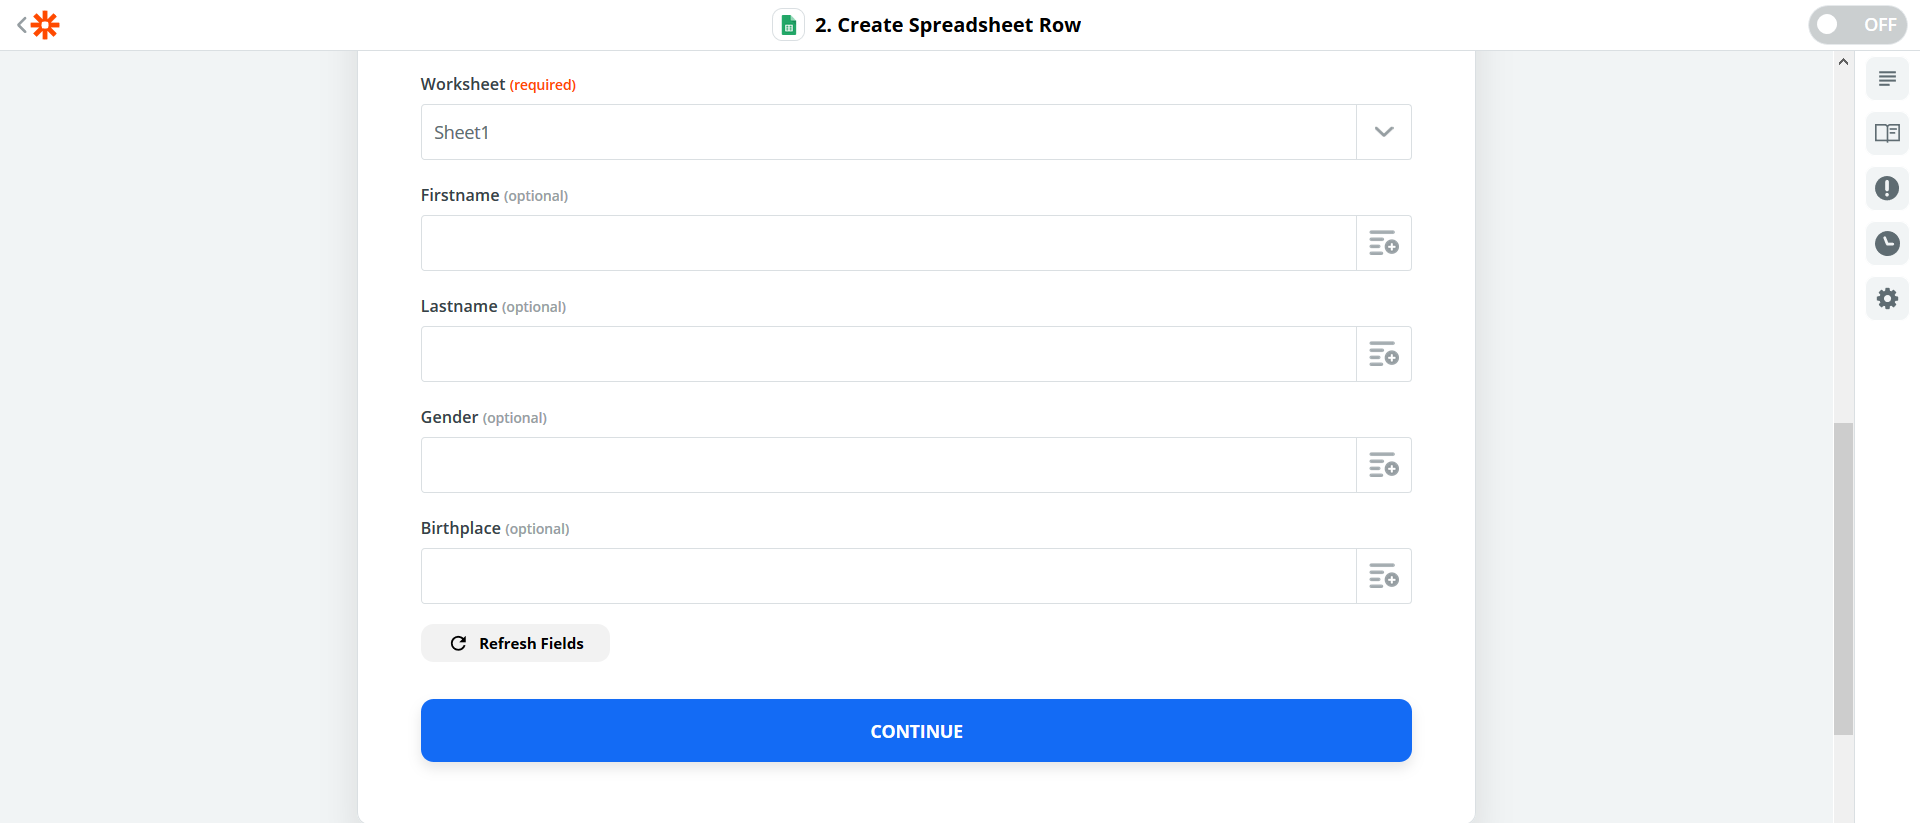 2. Create Spreadsheet Row
OFF
Worksheet (required)
Sheet1
Firstname (optional)
Lastname (optional)
Gender (optional)
Birthplace (optional)
Refresh Fields
CONTINUE